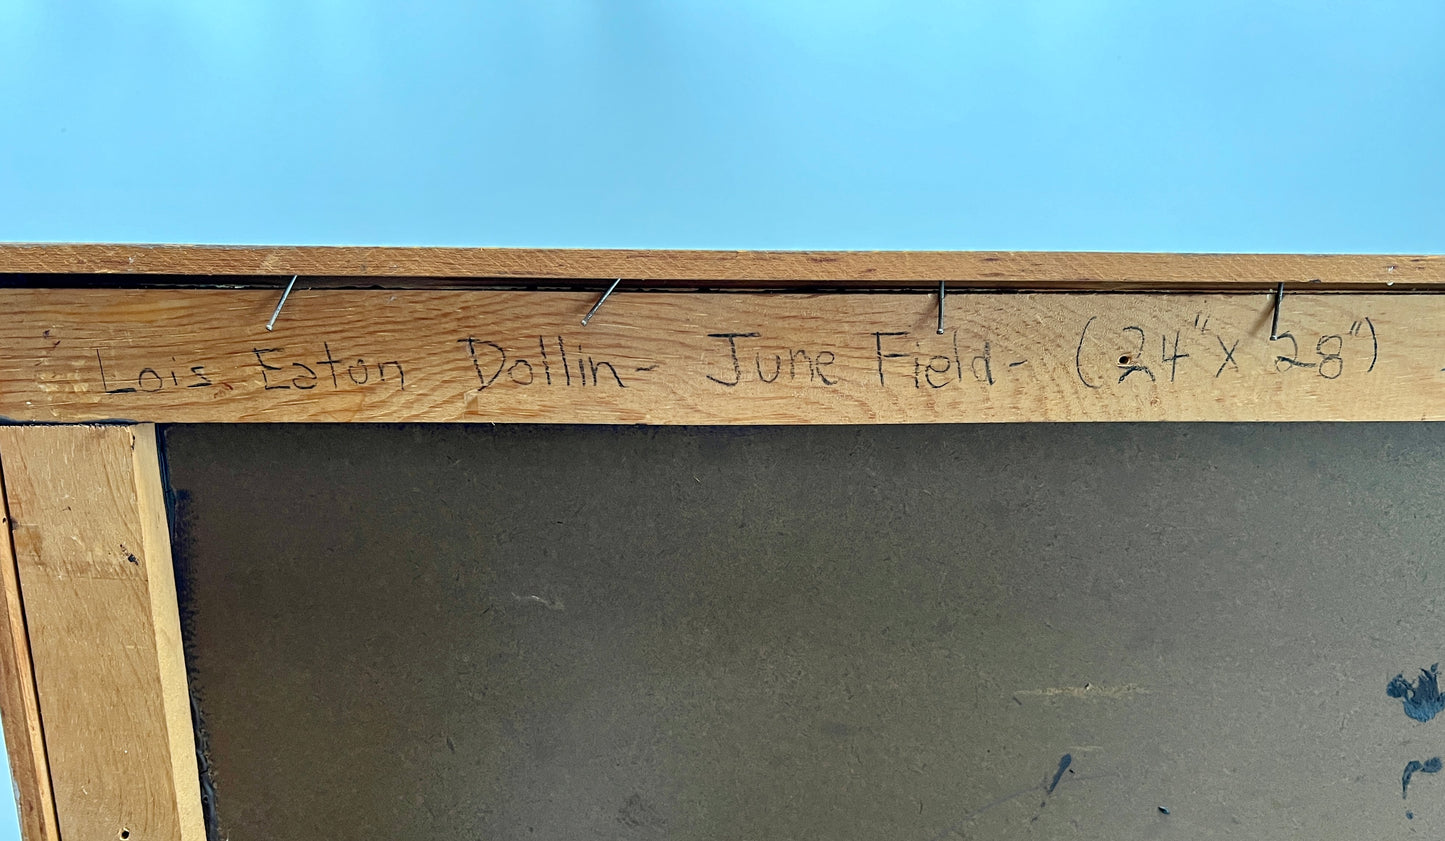 Lois Eaton Dollin - June Field - (24" x 28")